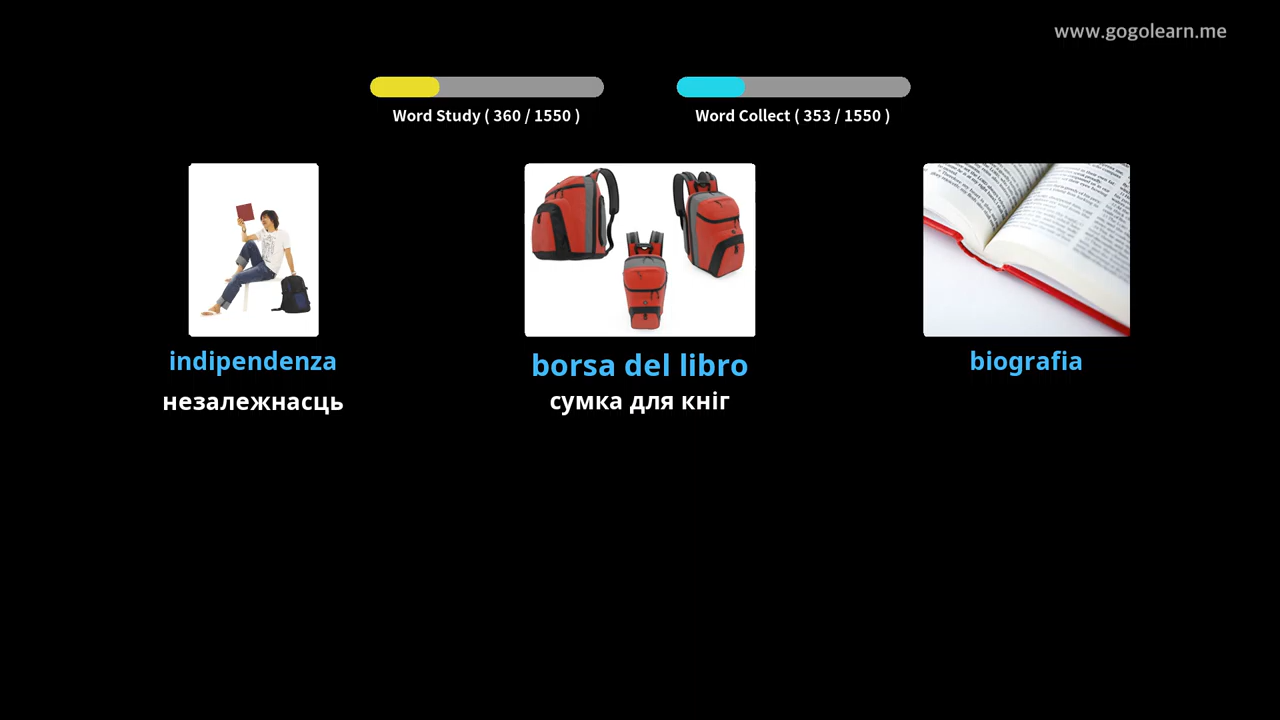 www.gogolearn.me
Word Study ( 360 / 1550 )
Word Collect ( 353 / 1550 )
indipendenza
незалежнасць
borsa del libro
сумка для кніг
biografia